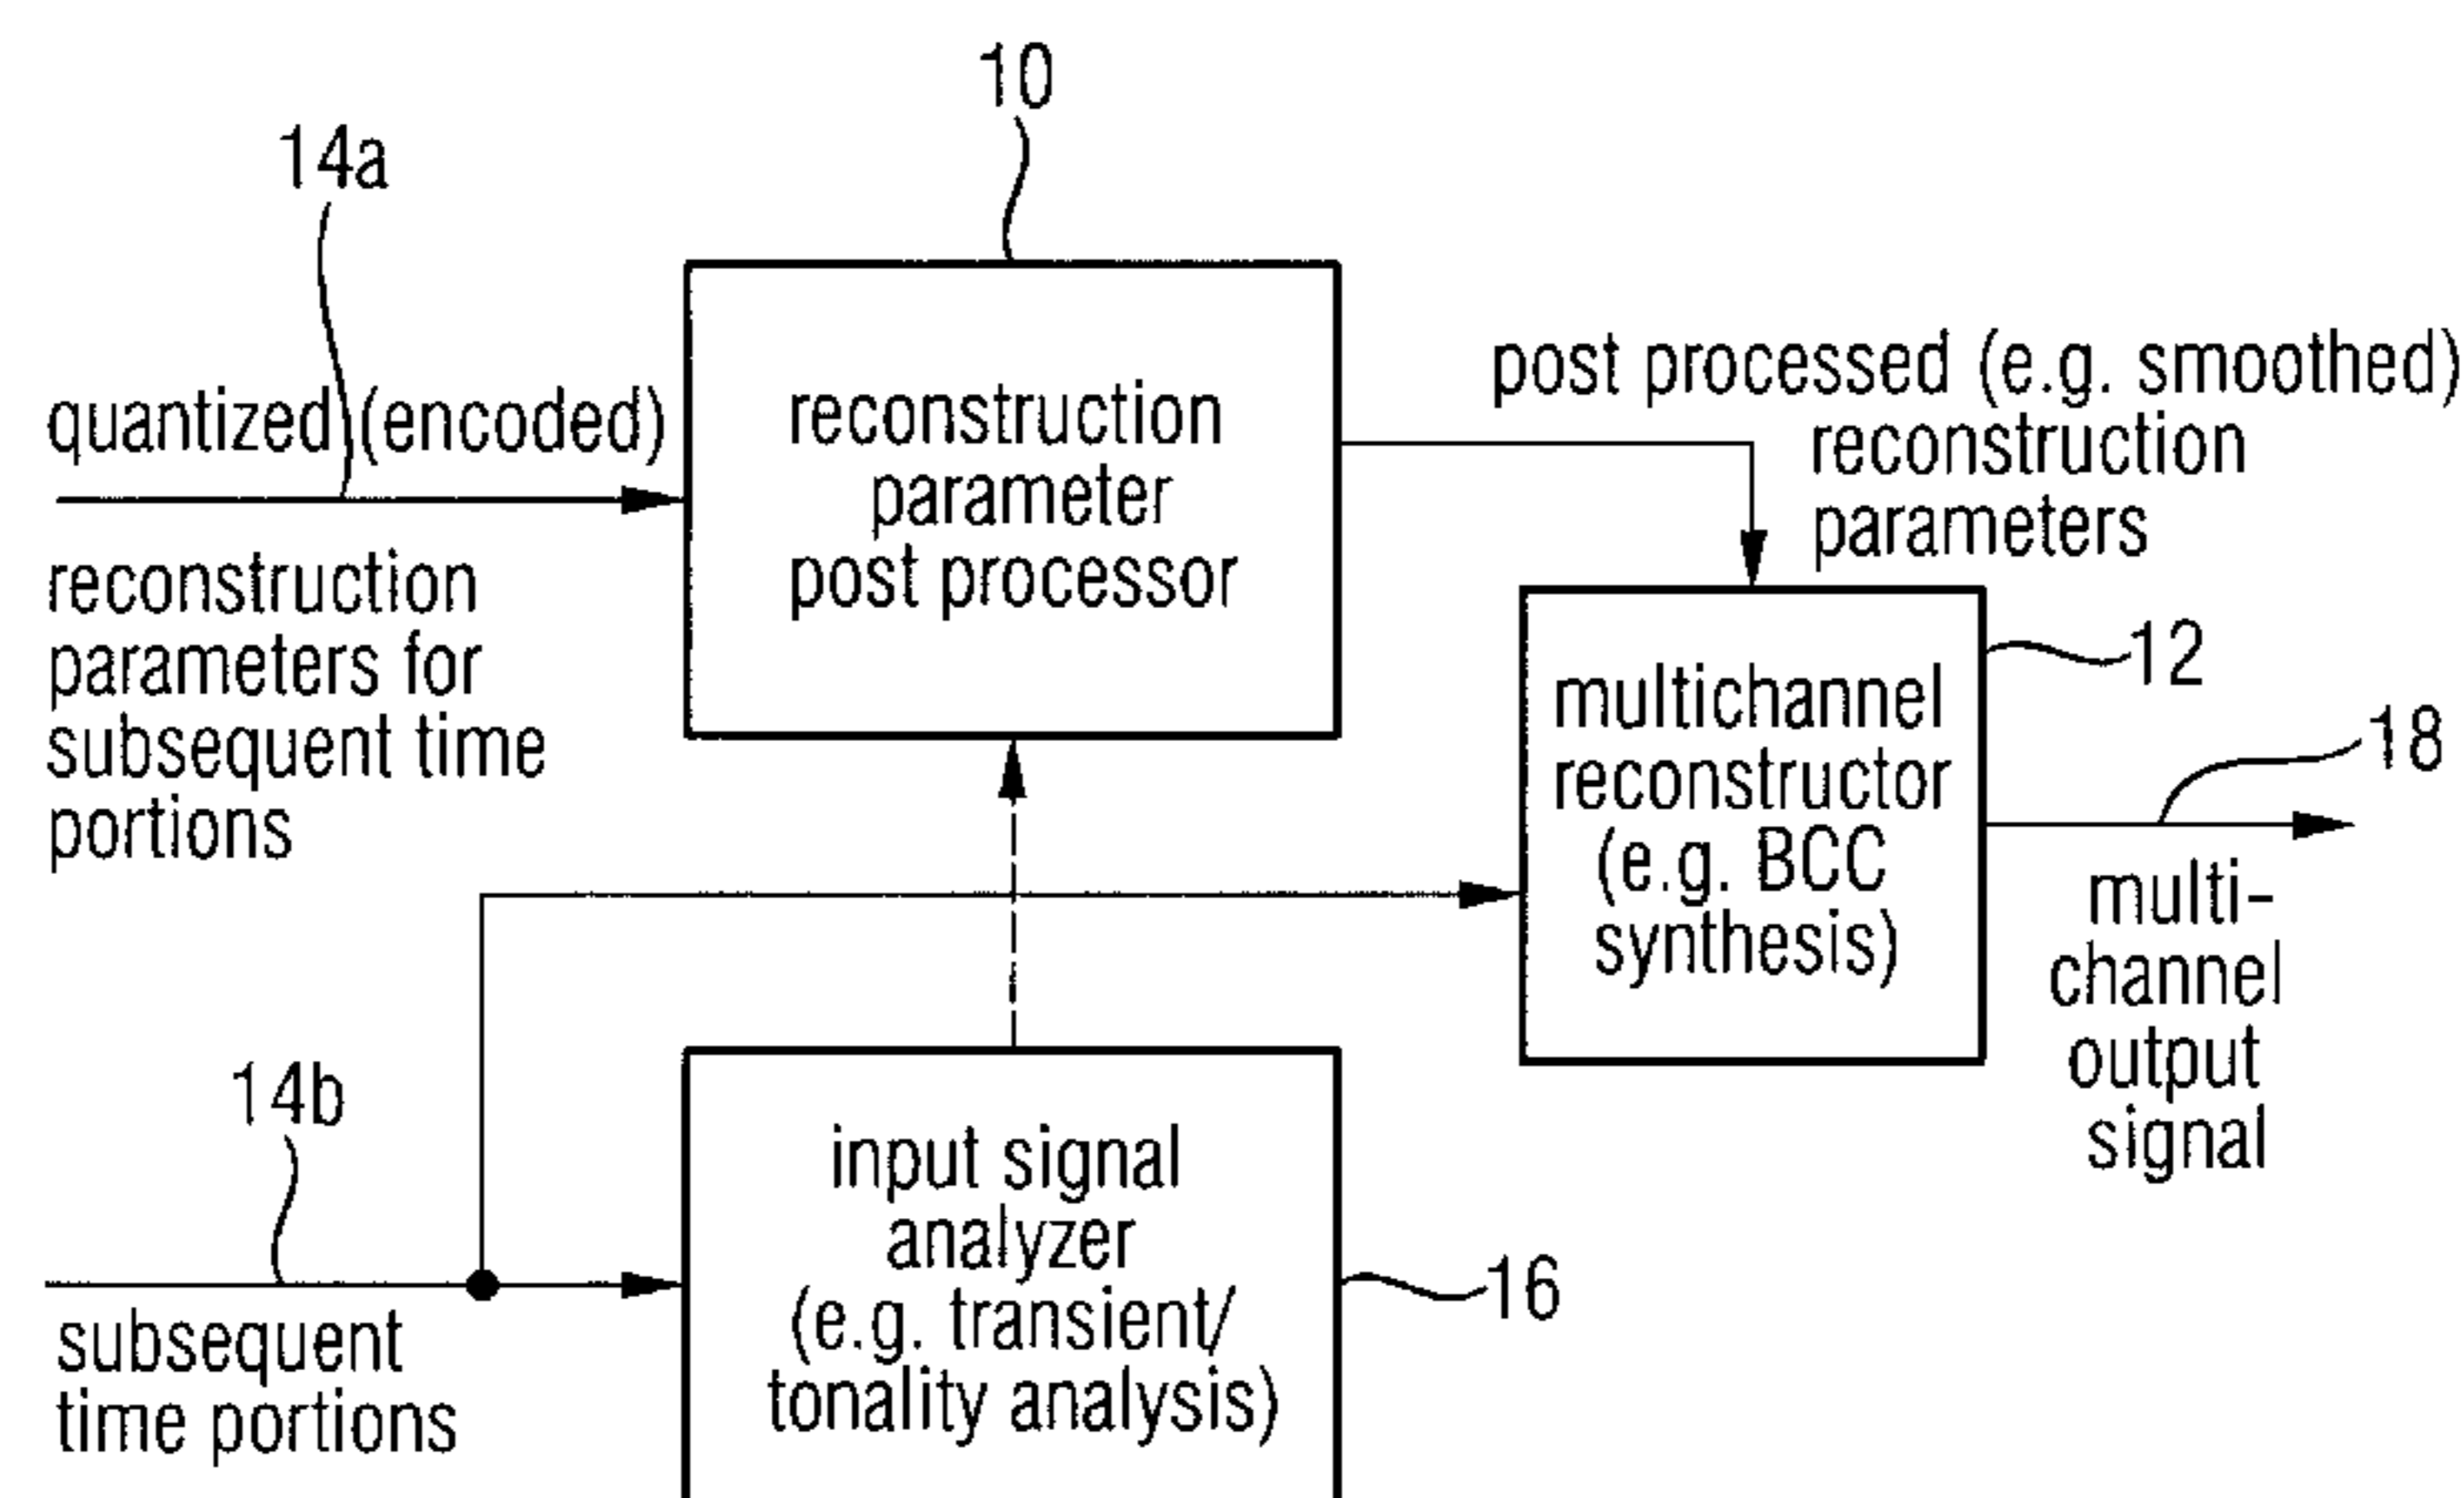 10
14a
quantized (encoded)
reconstruction
parameters for
subsequent time
portions
reconstruction
parameter
post processor
post processed (e.g. smoothed)
reconstruction
parameters
12
multichannel
reconstructor
(e.g. BCC
synthesis)
18
multi-
channel
output
signal
14b
subsequent
time portions
input signal
analyzer
(e.g. transient/
tonality analysis)
16